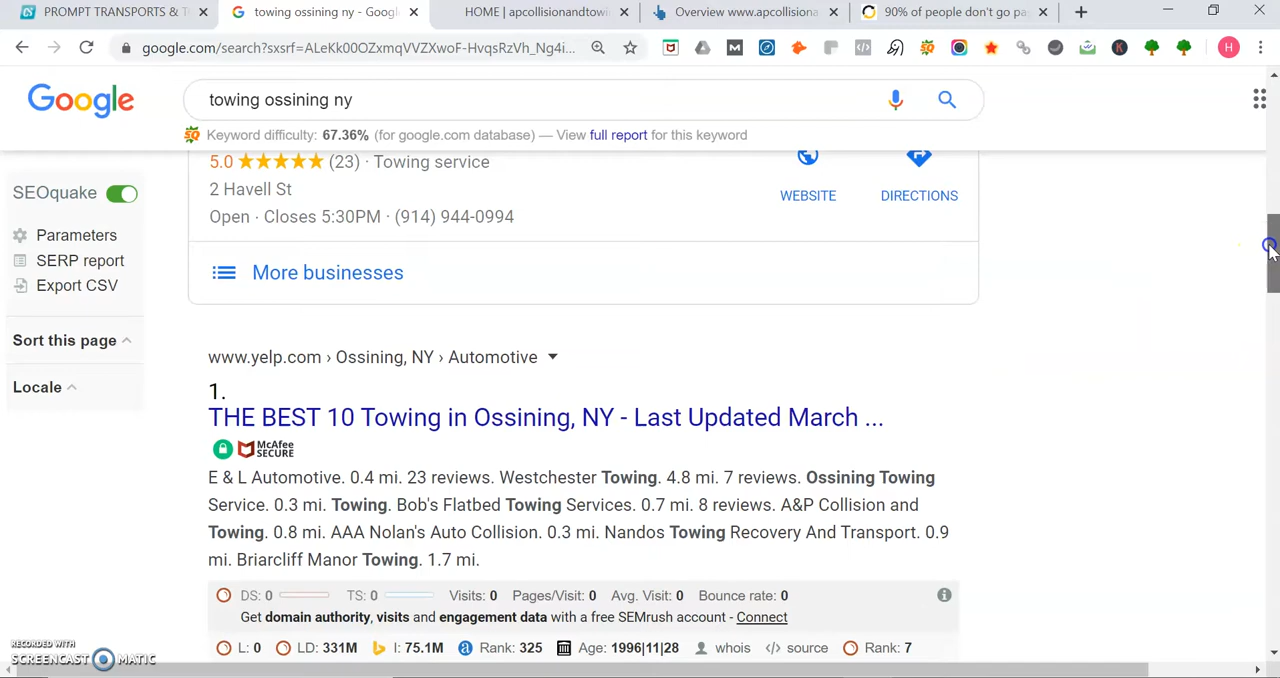 PROMPT TRANSPORTS & T
towing ossining ny - Google
HOME | apcollisionandtowi
Overview www.apcollisiona
90% of people don't go pa
google.com/search?sxsrf=ALeKk00OZxmqVVZXwoF-HvqsRzVh_Ng4i...
H
Google
towing ossining ny
Keyword difficulty: 67.36% (for google.com database) — View full report for this keyword
SEOquake
Parameters
SERP report
Export CSV
Sort this page
Locale
5.0 (23) · Towing service
2 Havell St
Open · Closes 5:30PM · (914) 944-0994
WEBSITE
DIRECTIONS
More businesses
www.yelp.com › Ossining, NY › Automotive
1.
THE BEST 10 Towing in Ossining, NY - Last Updated March ...
McAfee
SECURE
E & L Automotive. 0.4 mi. 23 reviews. Westchester Towing. 4.8 mi. 7 reviews. Ossining Towing
Service. 0.3 mi. Towing. Bob's Flatbed Towing Services. 0.7 mi. 8 reviews. A&P Collision and
Towing. 0.8 mi. AAA Nolan's Auto Collision. 0.3 mi. Nandos Towing Recovery And Transport. 0.9
mi. Briarcliff Manor Towing. 1.7 mi.
DS: 0 TS: 0 Visits: 0 Pages/Visit: 0 Avg. Visit: 0 Bounce rate: 0
Get domain authority, visits and engagement data with a free SEMrush account - Connect
L: 0 LD: 331M I: 75.1M Rank: 325 Age: 1996|11|28 whois source Rank: 7
RECORDED WITH
SCREENCAST MATIC